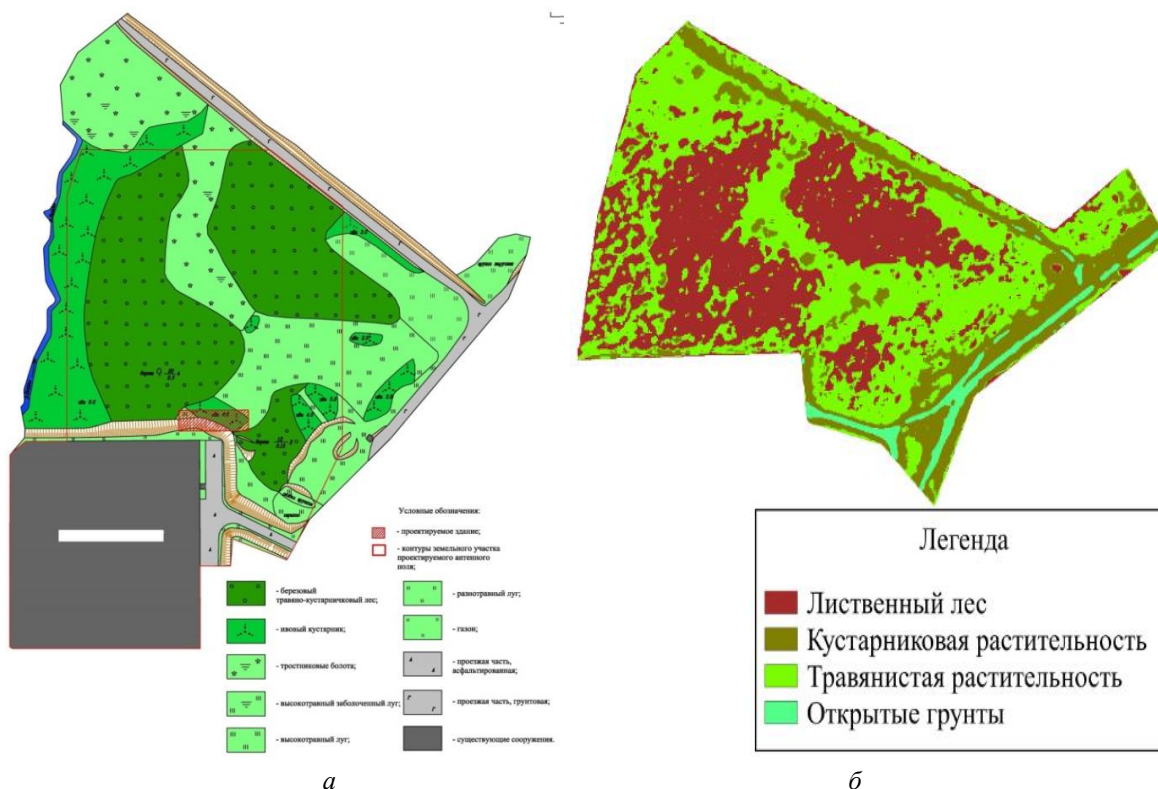 Условные обозначения:
- проектируемое здание;
- контуры земельного участка
проектируемого антенного
поля;
- березовый
травяно-кустарничковый лес;
- ивовый кустарник;
- тростниковые болота;
- высокотравный заболоченный луг;
- высокотравный луг;
- разнотравный луг;
- газон;
- проезжая часть,
асфальтированная;
- проезжая часть, грунтовая;
- существующие сооружения.
а
Легенда
Лиственный лес
Кустарниковая растительность
Травянистая растительность
Открытые грунты
б